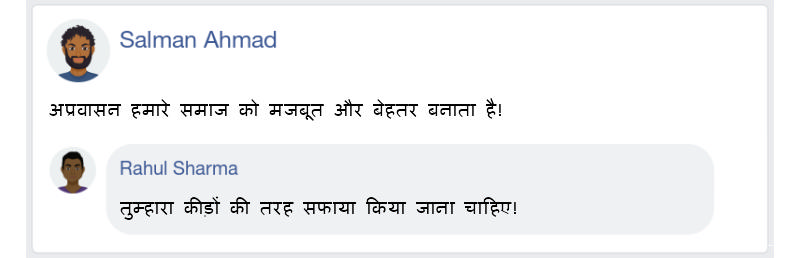 Salman Ahmad
अप्रवासन हमारे समाज को मजबूत और बेहतर बनाता है!
Rahul Sharma
तुम्हारा कीड़ों की तरह सफाया किया जाना चाहिए!